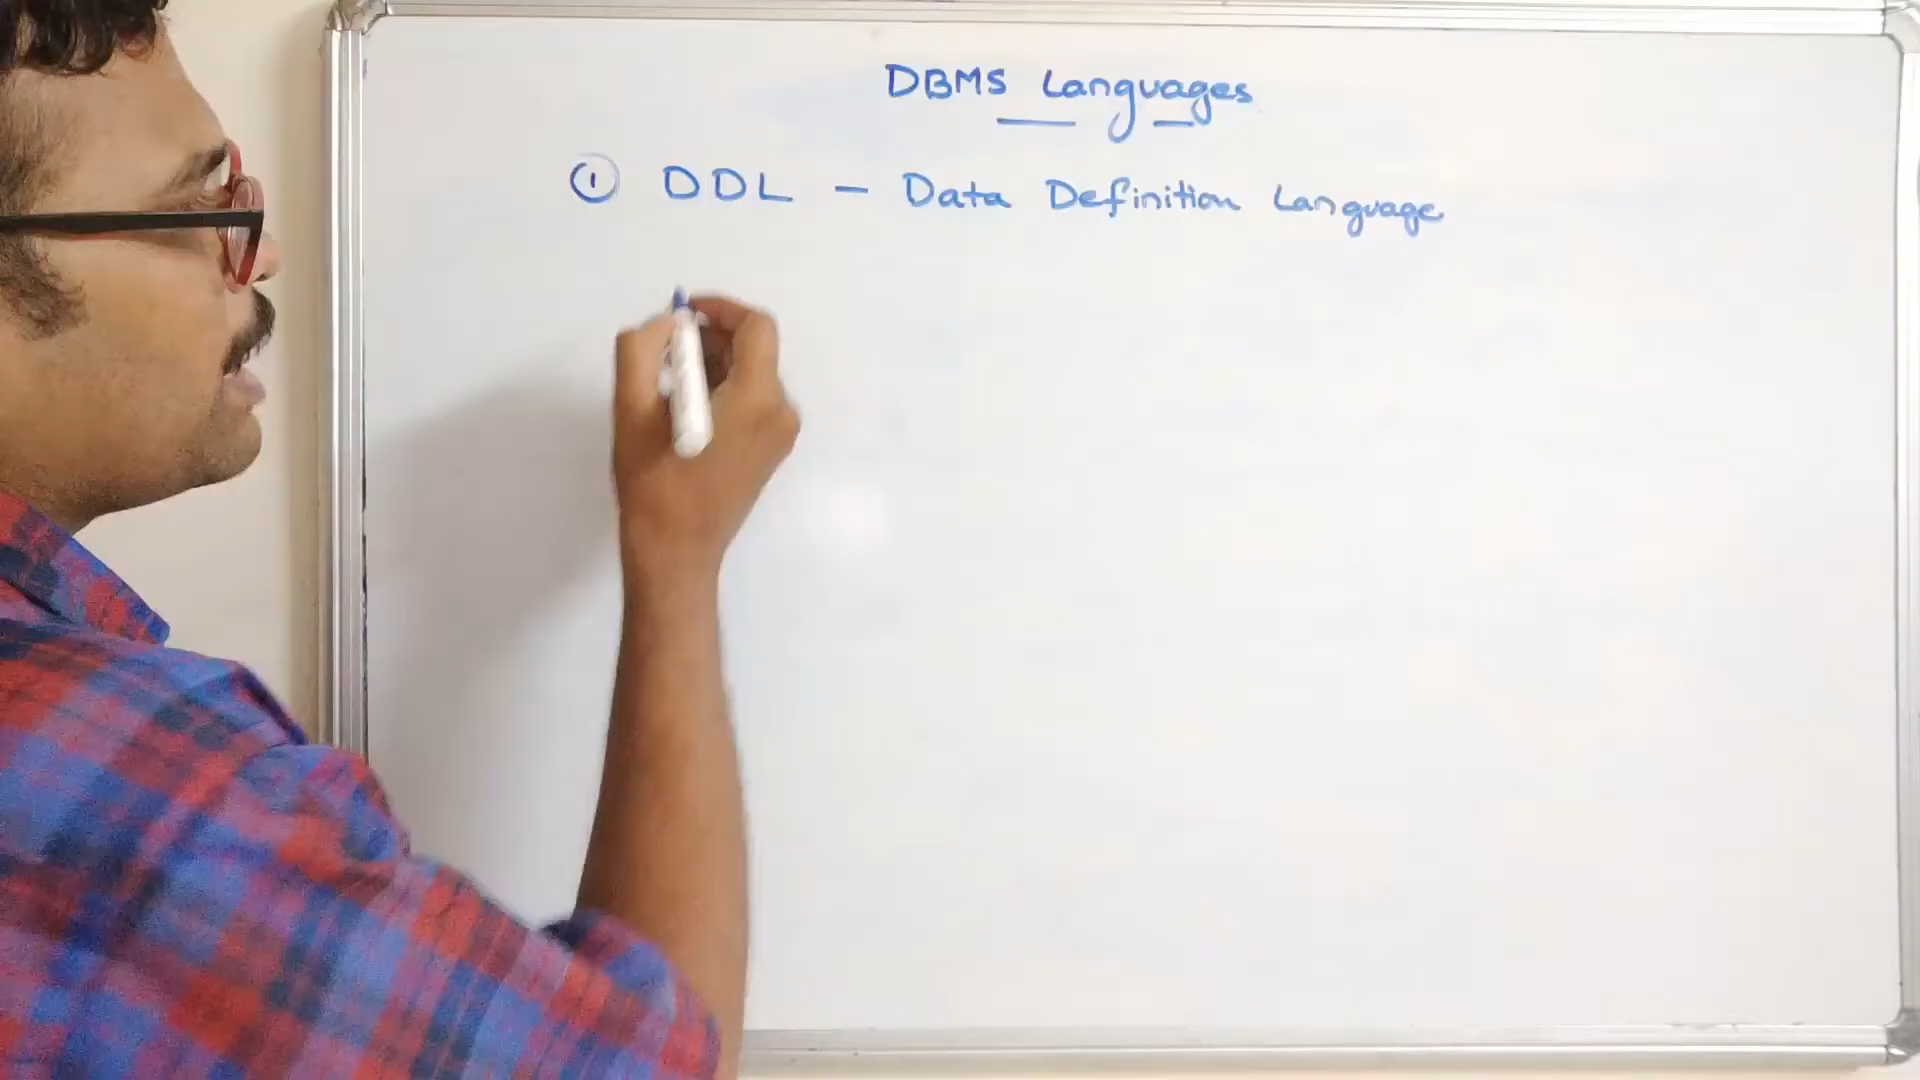 DBMS Languages
① DDL — Data Definition Language